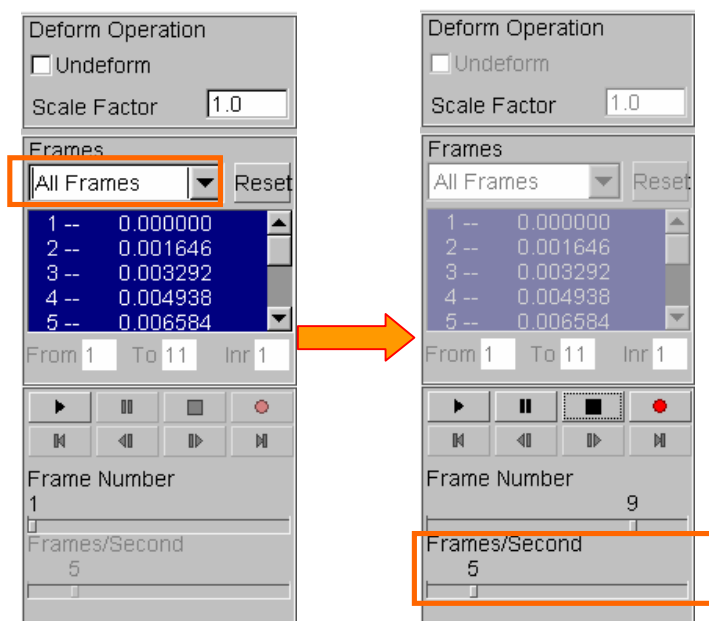 Deform Operation
Undeform
Scale Factor 1.0
Frames
All Frames Reset
1 -- 0.000000
2 -- 0.001646
3 -- 0.003292
4 -- 0.004938
5 -- 0.006584
From 1 To 11 Inr 1
Frame Number
1
Frames/Second
5
Deform Operation
Undeform
Scale Factor 1.0
Frames
All Frames Reset
1 -- 0.000000
2 -- 0.001646
3 -- 0.003292
4 -- 0.004938
5 -- 0.006584
From 1 To 11 Inr 1
Frame Number
9
Frames/Second
5